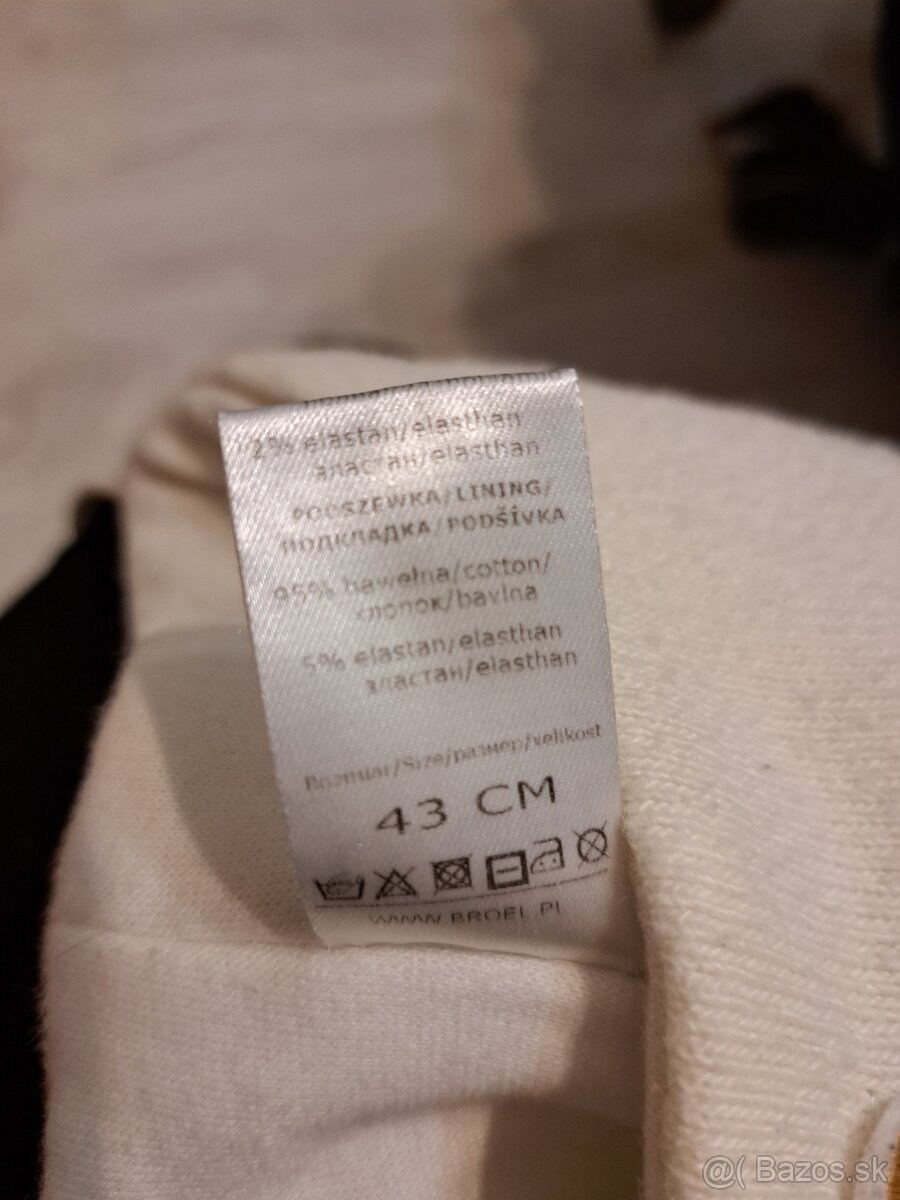 2% elastan/elasthan
эластан/elasthan
PODSZEWKA/LINING/
ПОДКЛАДКА/PODŠÍVKA
95% bawełna/cotton/
хлопок/bavlna
5% elastan/elasthan
эластан/elasthan
Rozmiar/Size/размер/velikost
43 CM
WWW.BROEL.PL
@( Bazos.sk